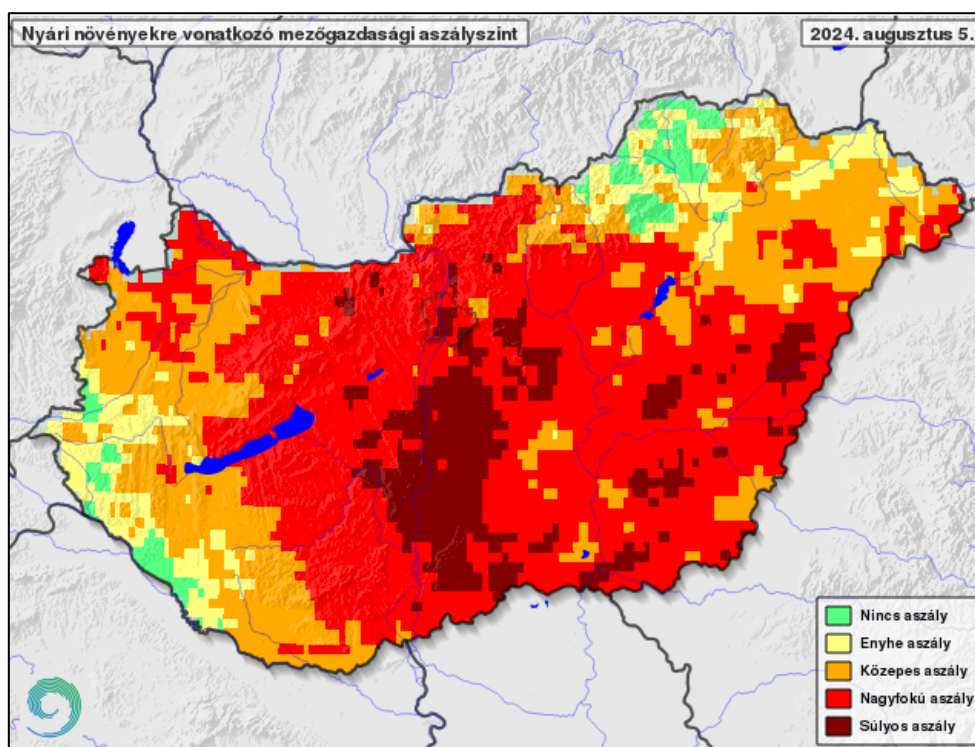 Nyári növényekre vonatkozó mezőgazdasági aszályszint
2024. augusztus 5.
Nincs aszály
Enyhe aszály
Közepes aszály
Nagyfokú aszály
Súlyos aszály